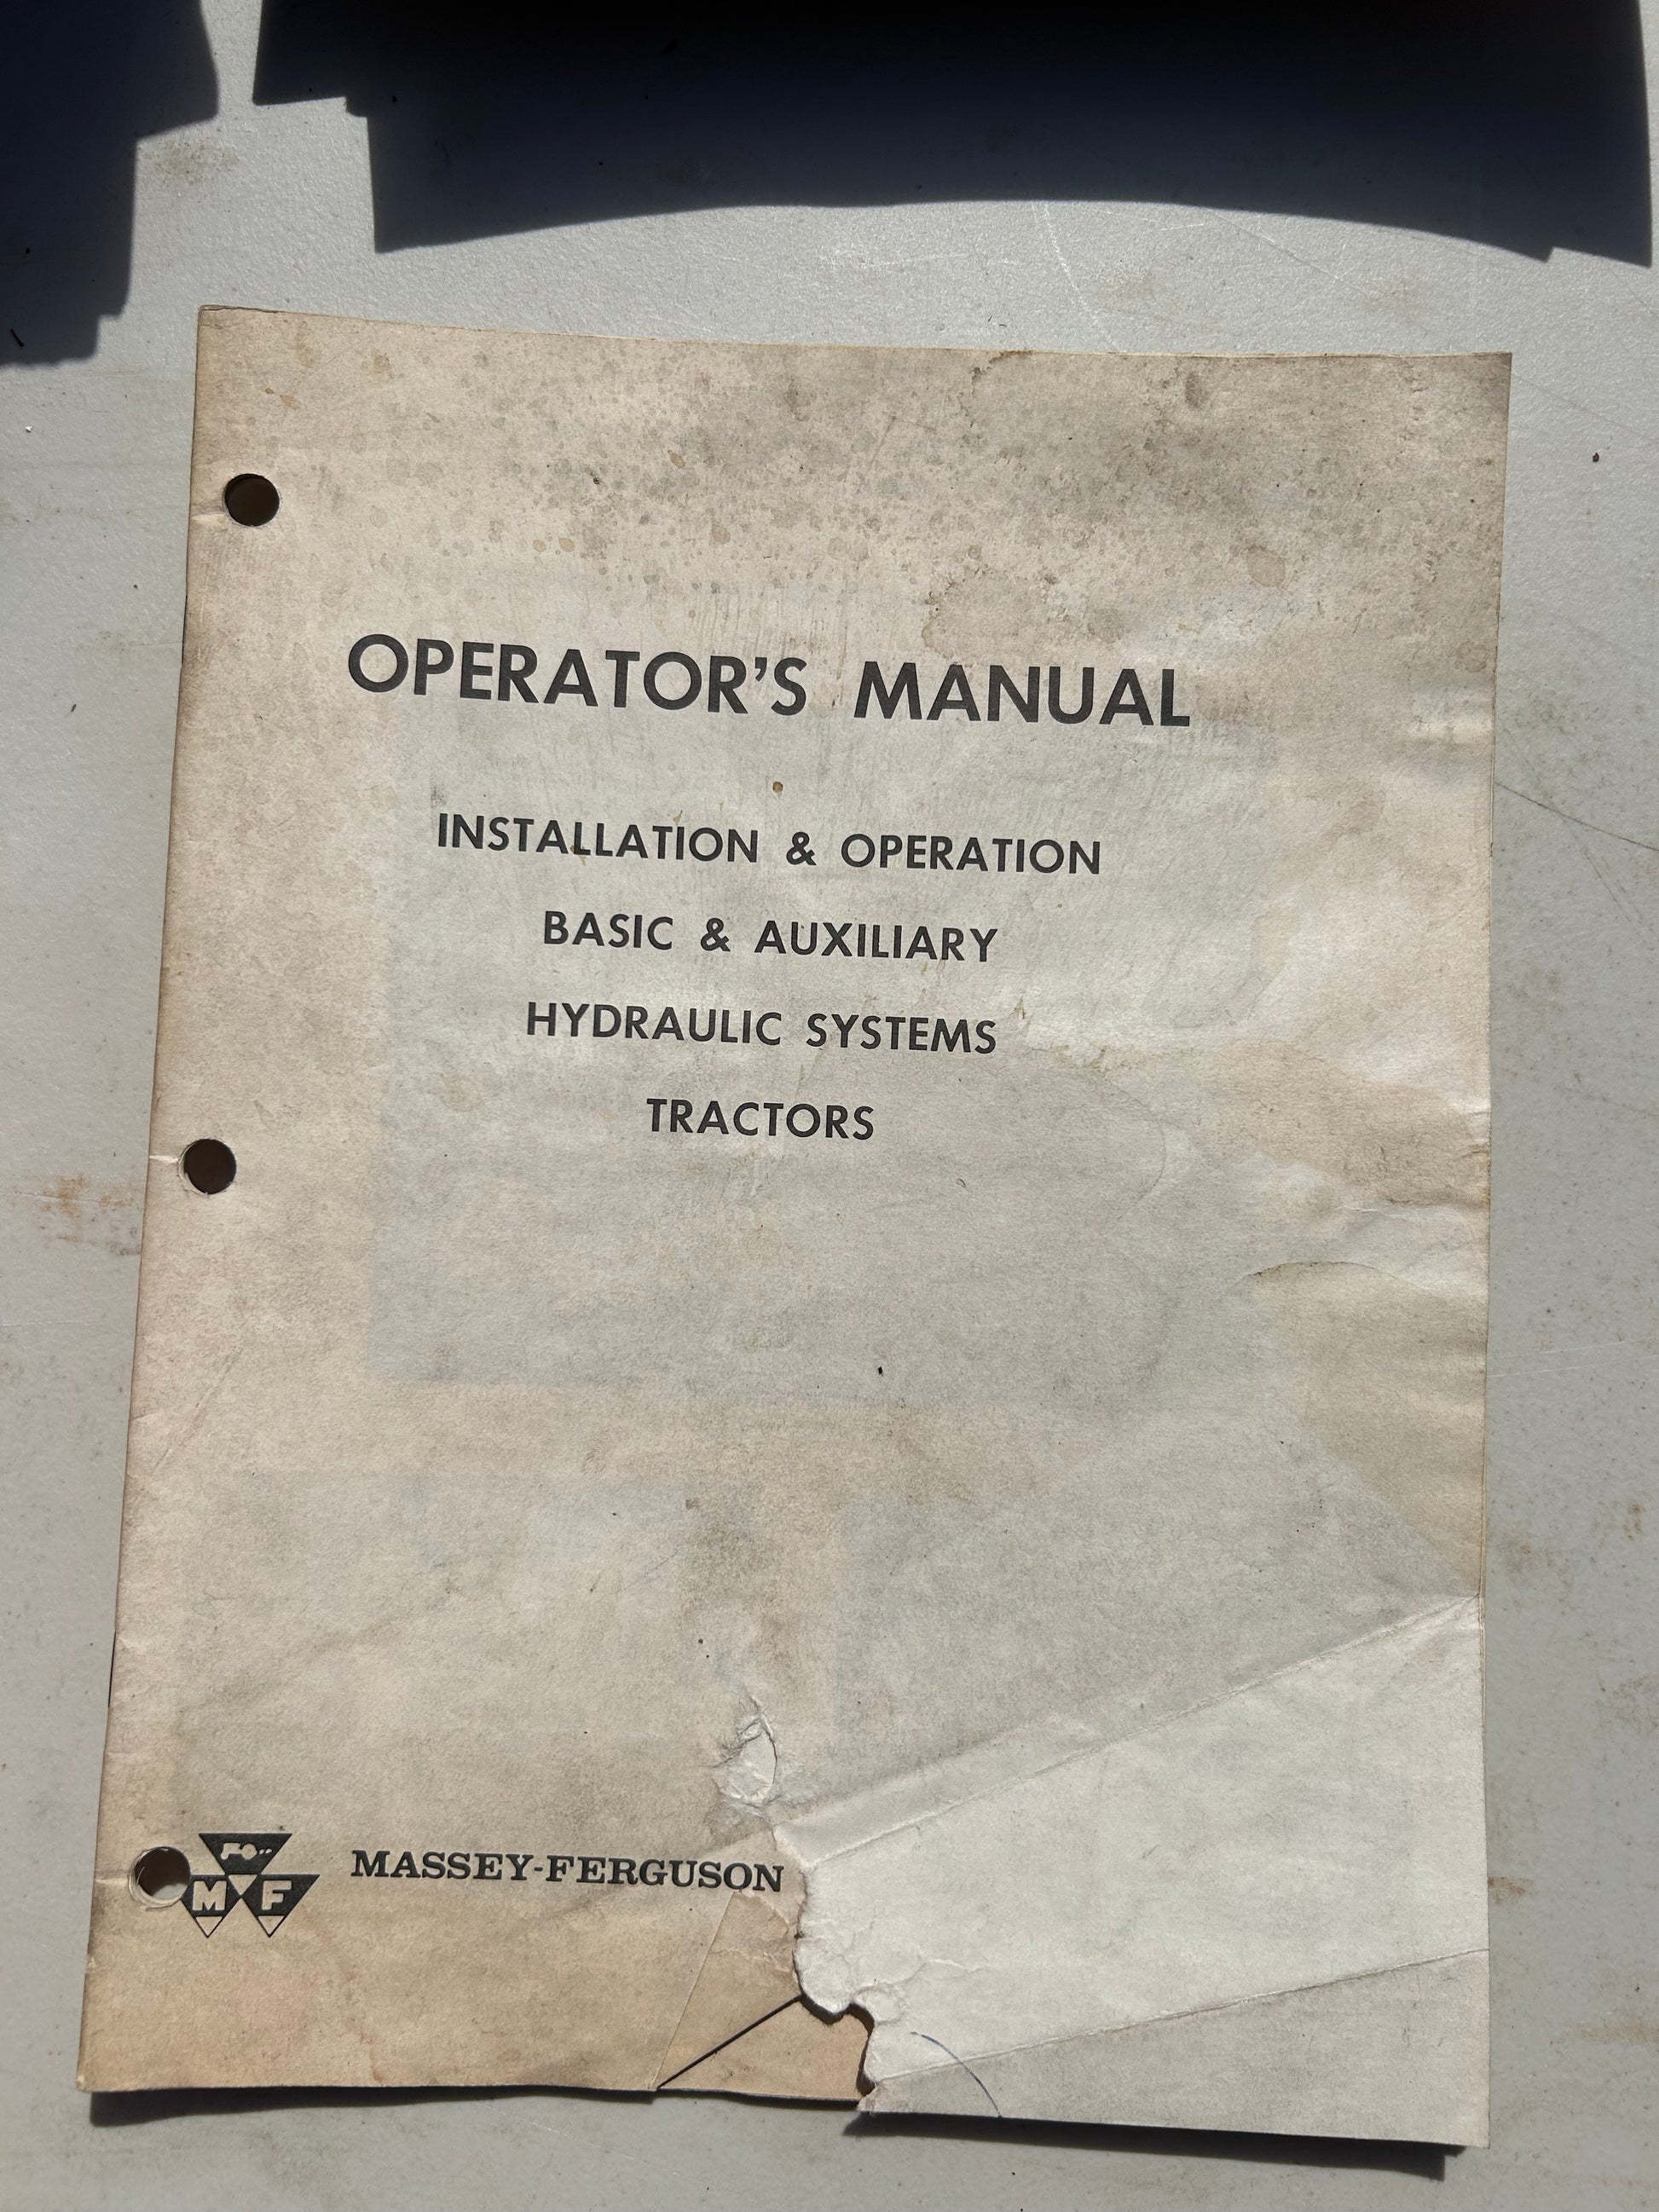 OPERATOR'S MANUAL
INSTALLATION & OPERATION
BASIC & AUXILIARY
HYDRAULIC SYSTEMS
TRACTORS
M F
MASSEY-FERGUSON